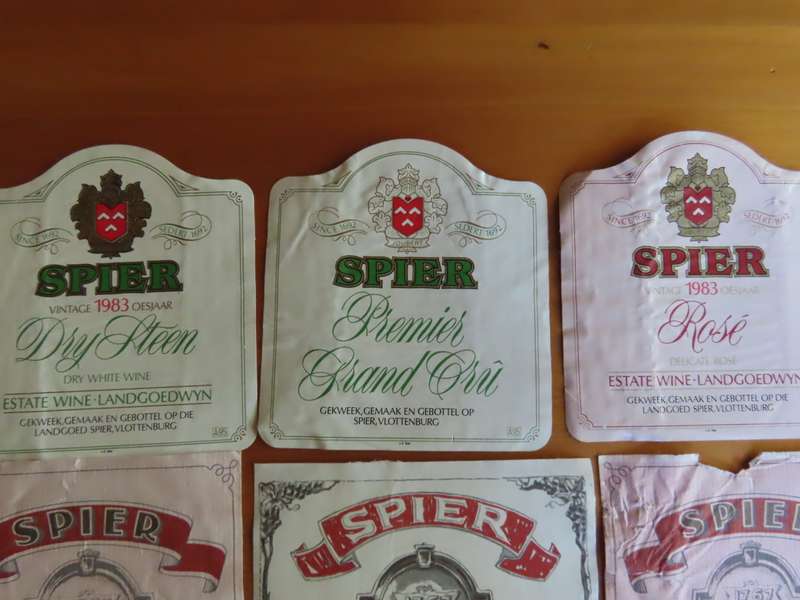 SINCE 1692 SEDERT 1692
SPIER
VINTAGE 1983 OESJAAR
Dry Steen
DRY WHITE WINE
ESTATE WINE · LANDGOEDWYN
GEKWEEK, GEMAAK EN GEBOTTEL OP DIE
LANDGOED SPIER, VLOTTENBURG
SINCE 1692 SEDERT 1692
SPIER
Premier
Grand Crû
GEKWEEK, GEMAAK EN GEBOTTEL OP
SPIER, VLOTTENBURG
SINCE 1692 SEDERT 1692
SPIER
VINTAGE 1983 OESJAAR
Rosé
DELICATE ROSÉ
ESTATE WINE · LANDGOEDWYN
GEKWEEK, GEMAAK EN GEBOTTEL OP DIE
LANDGOED SPIER, VLOTTENBURG
SPIER
SPIER
1767
SPIER
1767